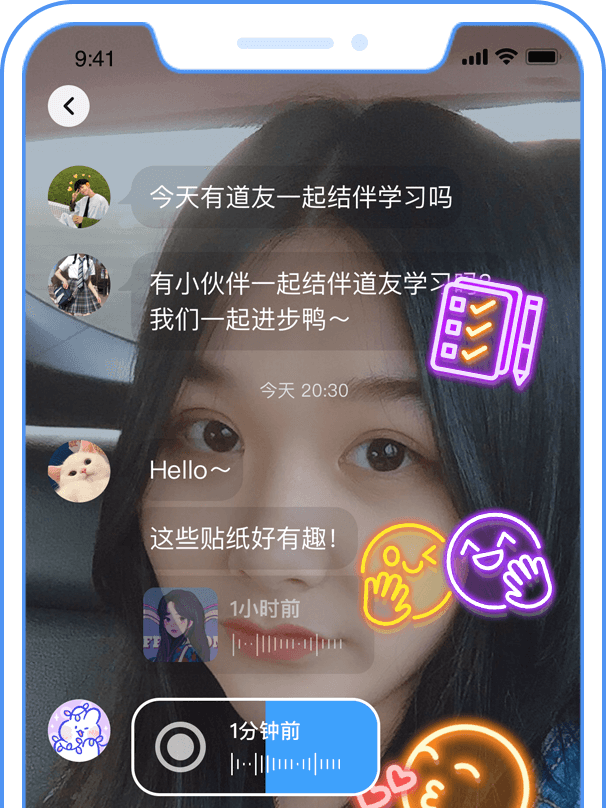 9:41
今天有道友一起结伴学习吗
有小伙伴一起结伴道友学习吗?
我们一起进步鸭~
今天 20:30
Hello~
这些贴纸好有趣!
1小时前
1分钟前